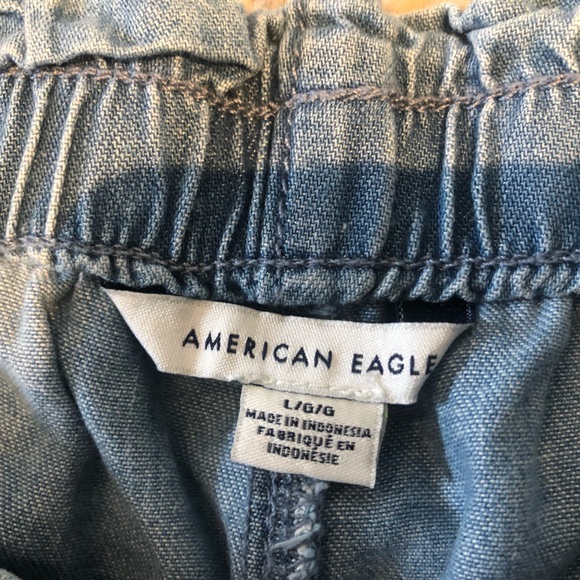 AMERICAN EAGLE
L/G/G
MADE IN INDONESIA
FABRIQUÉ EN
INDONÉSIE